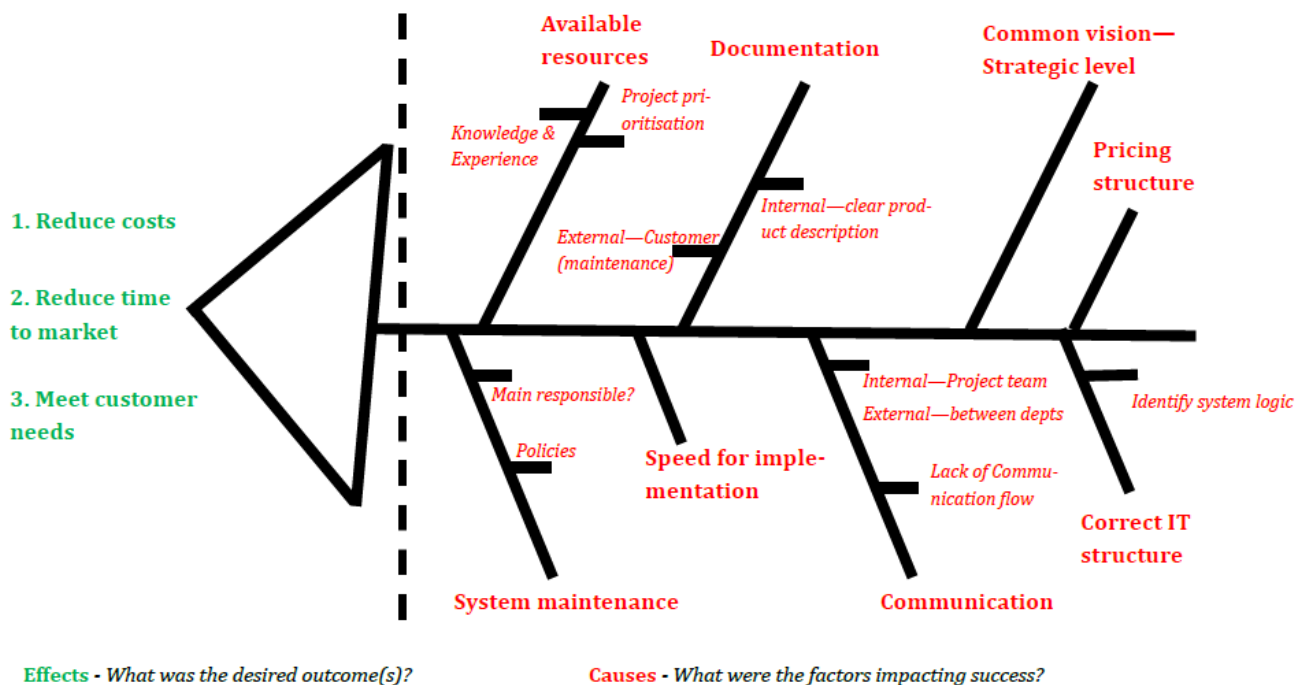 Available
resources
Documentation
Common vision—
Strategic level
Project pri-
oritisation
Knowledge &
Experience
Pricing
structure
Internal—clear prod-
uct description
External—Customer
(maintenance)
1. Reduce costs
2. Reduce time
to market
3. Meet customer
needs
Main responsible?
Policies
System maintenance
Speed for imple-
mentation
Internal—Project team
External—between depts
Lack of Commu-
nication flow
Communication
Identify system logic
Correct IT
structure
Effects - What was the desired outcome(s)?
Causes - What were the factors impacting success?